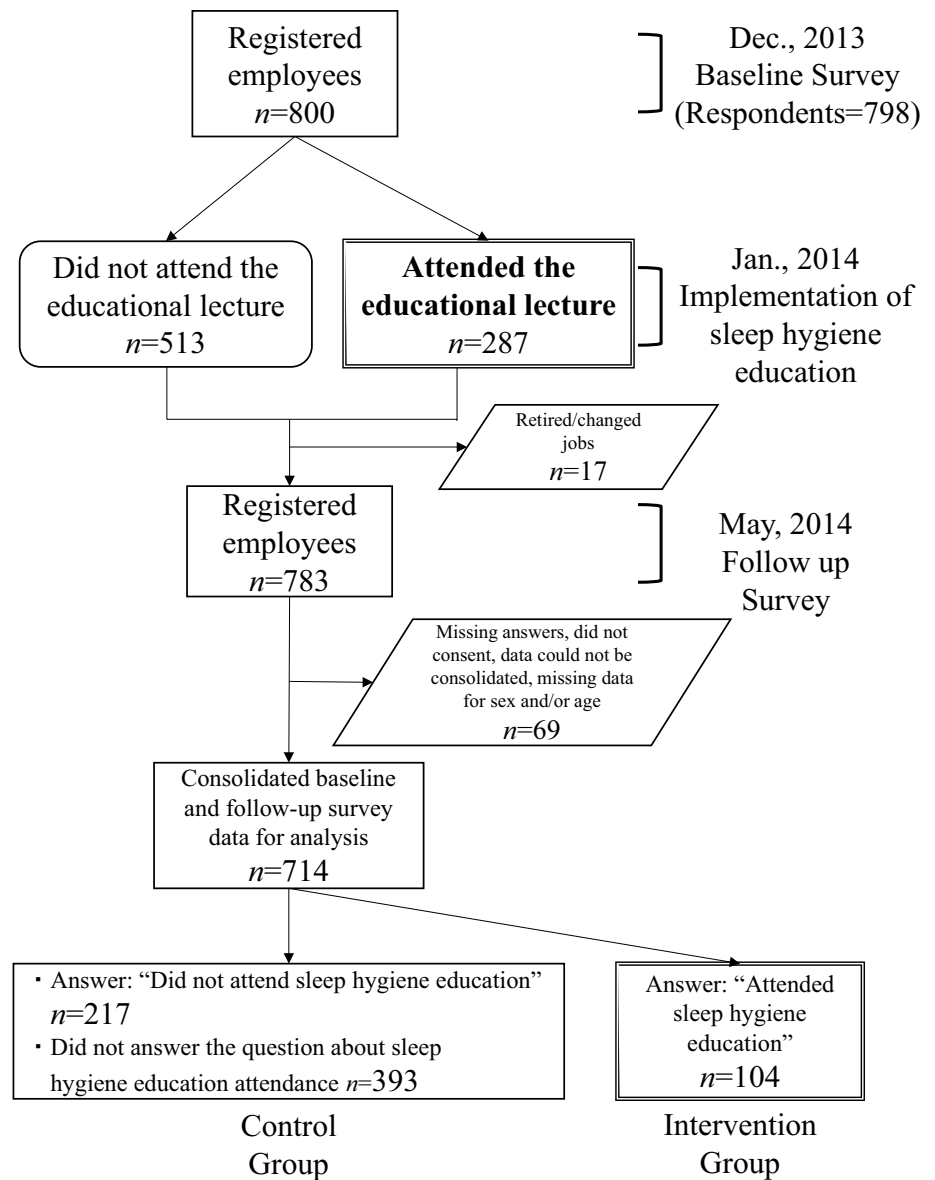 Registered
employees
n=800
Dec., 2013
Baseline Survey
(Respondents=798)
Did not attend the
educational lecture
n=513
Attended the
educational lecture
n=287
Jan., 2014
Implementation of
sleep hygiene
education
Retired/changed
jobs
n=17
Registered
employees
n=783
May, 2014
Follow up
Survey
Missing answers, did not
consent, data could not be
consolidated, missing data
for sex and/or age
n=69
Consolidated baseline
and follow-up survey
data for analysis
n=714
・Answer: “Did not attend sleep hygiene education”
n=217
・Did not answer the question about sleep
hygiene education attendance n=393
Control
Group
Answer: “Attended
sleep hygiene
education”
n=104
Intervention
Group